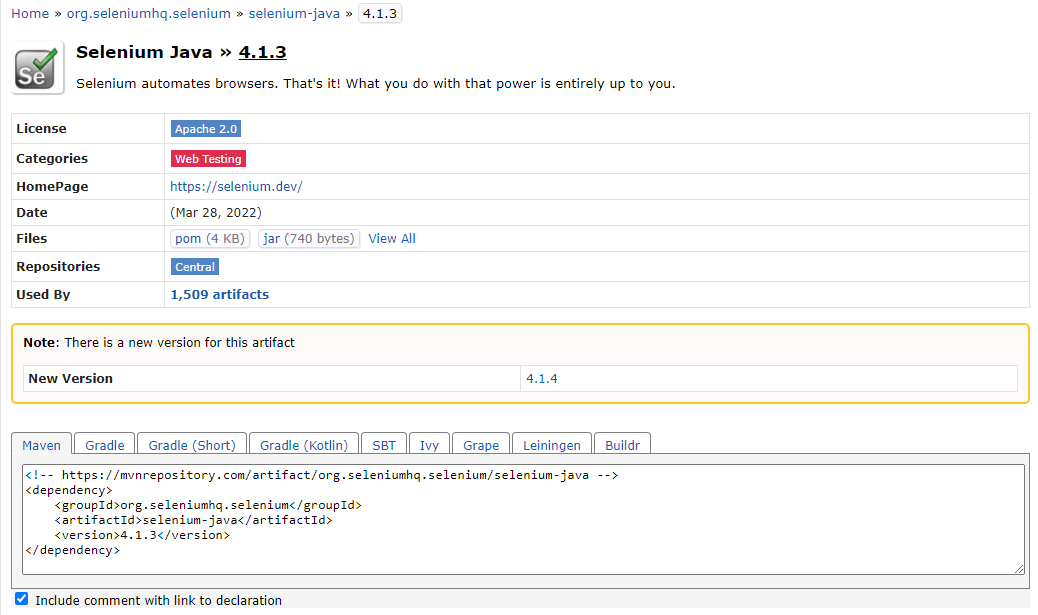 Home » org.seleniumhq.selenium » selenium-java » 4.1.3
Se
Selenium Java » 4.1.3
Selenium automates browsers. That's it! What you do with that power is entirely up to you.
License Apache 2.0
Categories Web Testing
HomePage https://selenium.dev/
Date (Mar 28, 2022)
Files pom (4 KB) jar (740 bytes) View All
Repositories Central
Used By 1,509 artifacts
Note: There is a new version for this artifact
New Version 4.1.4
Maven Gradle Gradle (Short) Gradle (Kotlin) SBT Ivy Grape Leiningen Buildr
<!-- https://mvnrepository.com/artifact/org.seleniumhq.selenium/selenium-java -->
<dependency>
    <groupId>org.seleniumhq.selenium</groupId>
    <artifactId>selenium-java</artifactId>
    <version>4.1.3</version>
</dependency>
Include comment with link to declaration